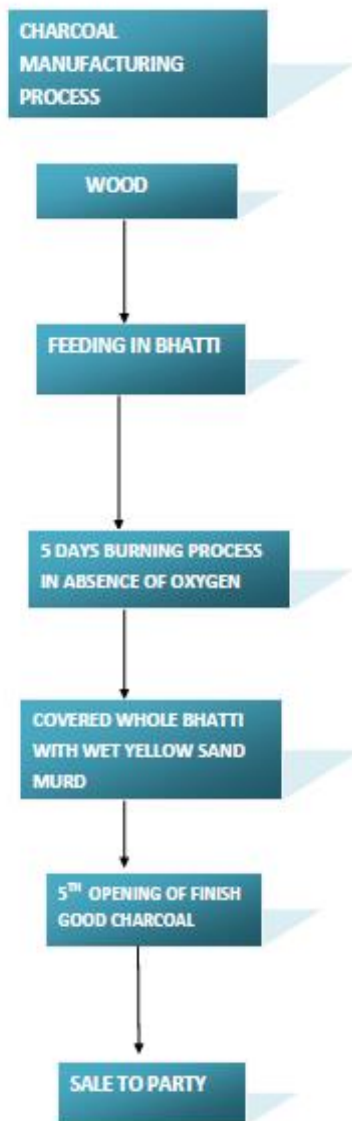 CHARCOAL
MANUFACTURING
PROCESS
WOOD
FEEDING IN BHATTI
5 DAYS BURNING PROCESS
IN ABSENCE OF OXYGEN
COVERED WHOLE BHATTI
WITH WET YELLOW SAND
MURD
5TH OPENING OF FINISH
GOOD CHARCOAL
SALE TO PARTY